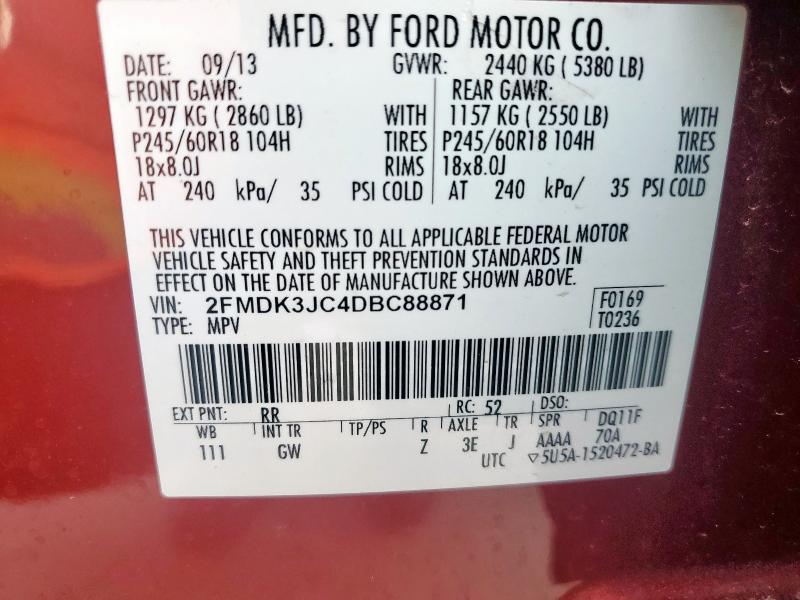 MFD. BY FORD MOTOR CO.
DATE: 09/13 GVWR: 2440 KG ( 5380 LB)
FRONT GAWR: REAR GAWR:
1297 KG ( 2860 LB) WITH 1157 KG ( 2550 LB) WITH
P245/60R18 104H TIRES P245/60R18 104H TIRES
18x8.0J RIMS 18x8.0J RIMS
AT 240 kPa/ 35 PSI COLD AT 240 kPa/ 35 PSI COLD
THIS VEHICLE CONFORMS TO ALL APPLICABLE FEDERAL MOTOR
VEHICLE SAFETY AND THEFT PREVENTION STANDARDS IN
EFFECT ON THE DATE OF MANUFACTURE SHOWN ABOVE.
VIN: 2FMDK3JC4DBC88871 F0169
TYPE: MPV T0236
EXT PNT: RR RC: 52 DSO:
WB INT TR TP/PS R AXLE TR SPR DQ11F
111 GW Z 3E J AAAA 70A
UTC ▽5U5A-1520472-BA